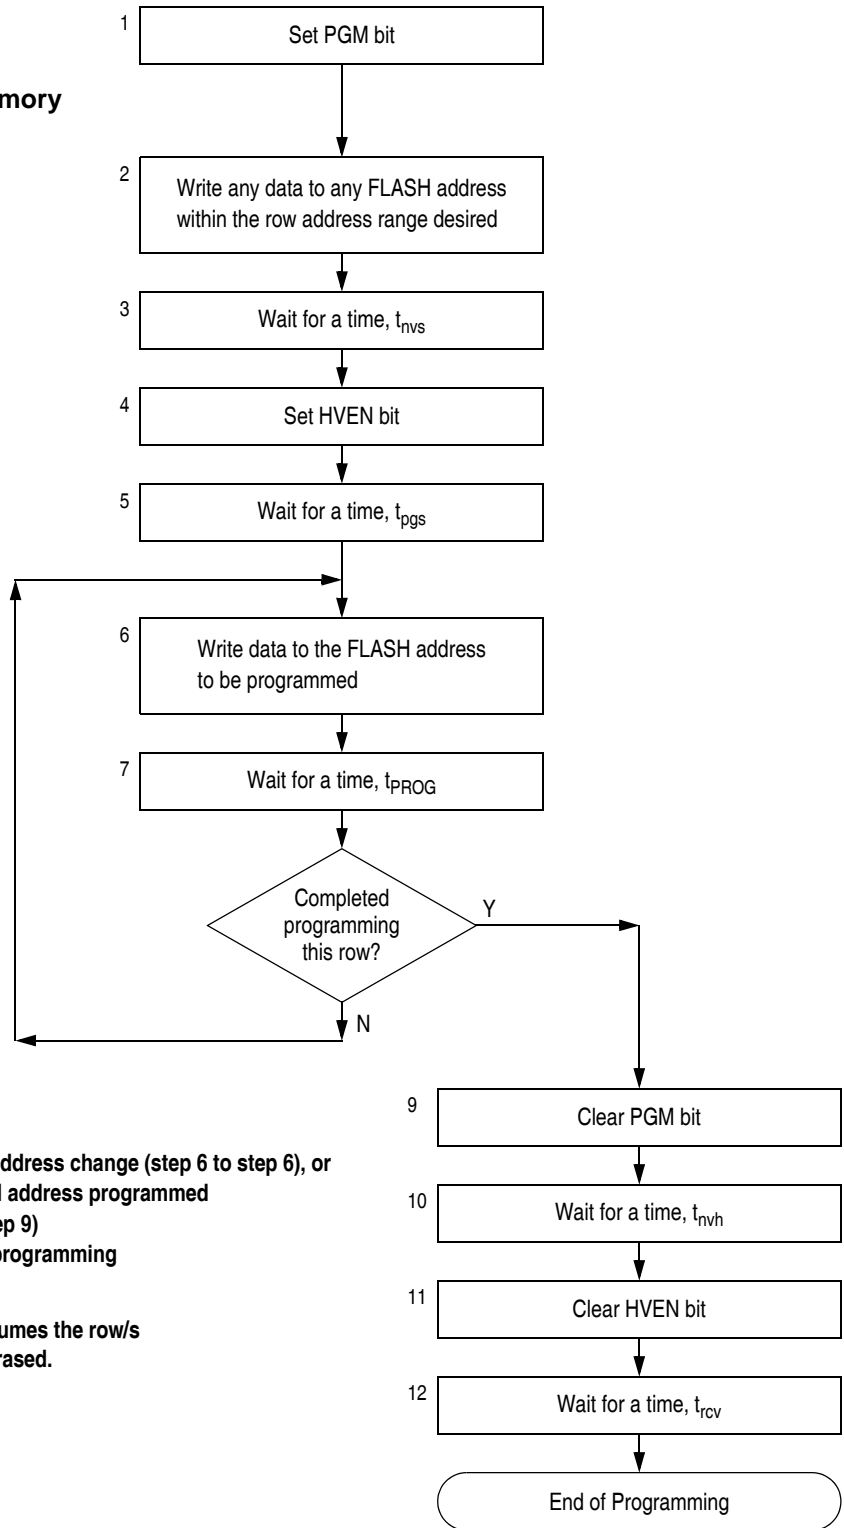 1
Set PGM bit
mory
2
Write any data to any FLASH address
within the row address range desired
3
Wait for a time, tnvs
4
Set HVEN bit
5
Wait for a time, tpgs
6
Write data to the FLASH address
to be programmed
7
Wait for a time, tPROG
Completed
programming
this row?
Y
N
9
Clear PGM bit
ddress change (step 6 to step 6), or
address programmed
ep 9)
programming
10
Wait for a time, tnvh
11
Clear HVEN bit
umes the row/s
rased.
12
Wait for a time, trcv
End of Programming